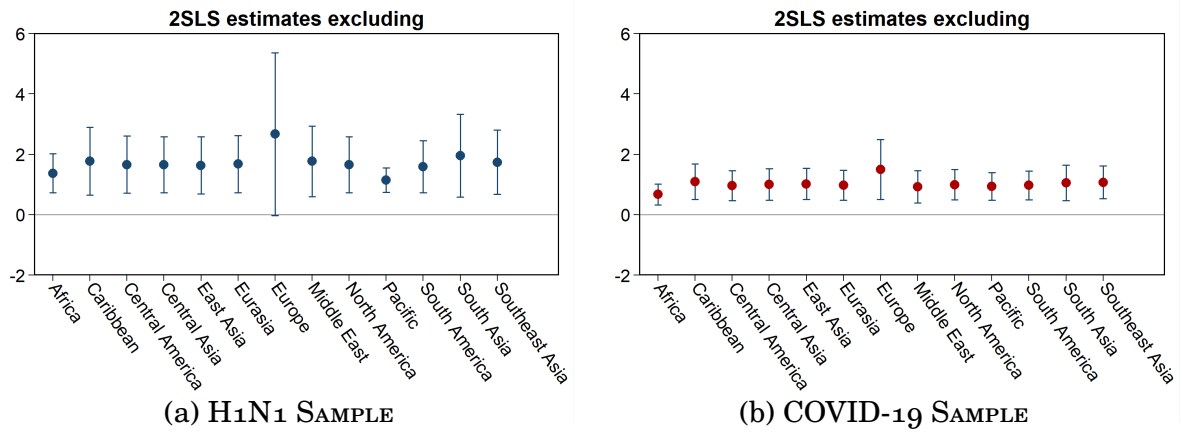 2SLS estimates excluding
6
4
2
0
-2
Africa
Caribbean
Central America
Central Asia
East Asia
Eurasia
Europe
Middle East
North America
Pacific
South America
South Asia
Southeast Asia
(a) H1N1 SAMPLE
2SLS estimates excluding
6
4
2
0
-2
Africa
Caribbean
Central America
Central Asia
East Asia
Eurasia
Europe
Middle East
North America
Pacific
South America
South Asia
Southeast Asia
(b) COVID-19 SAMPLE